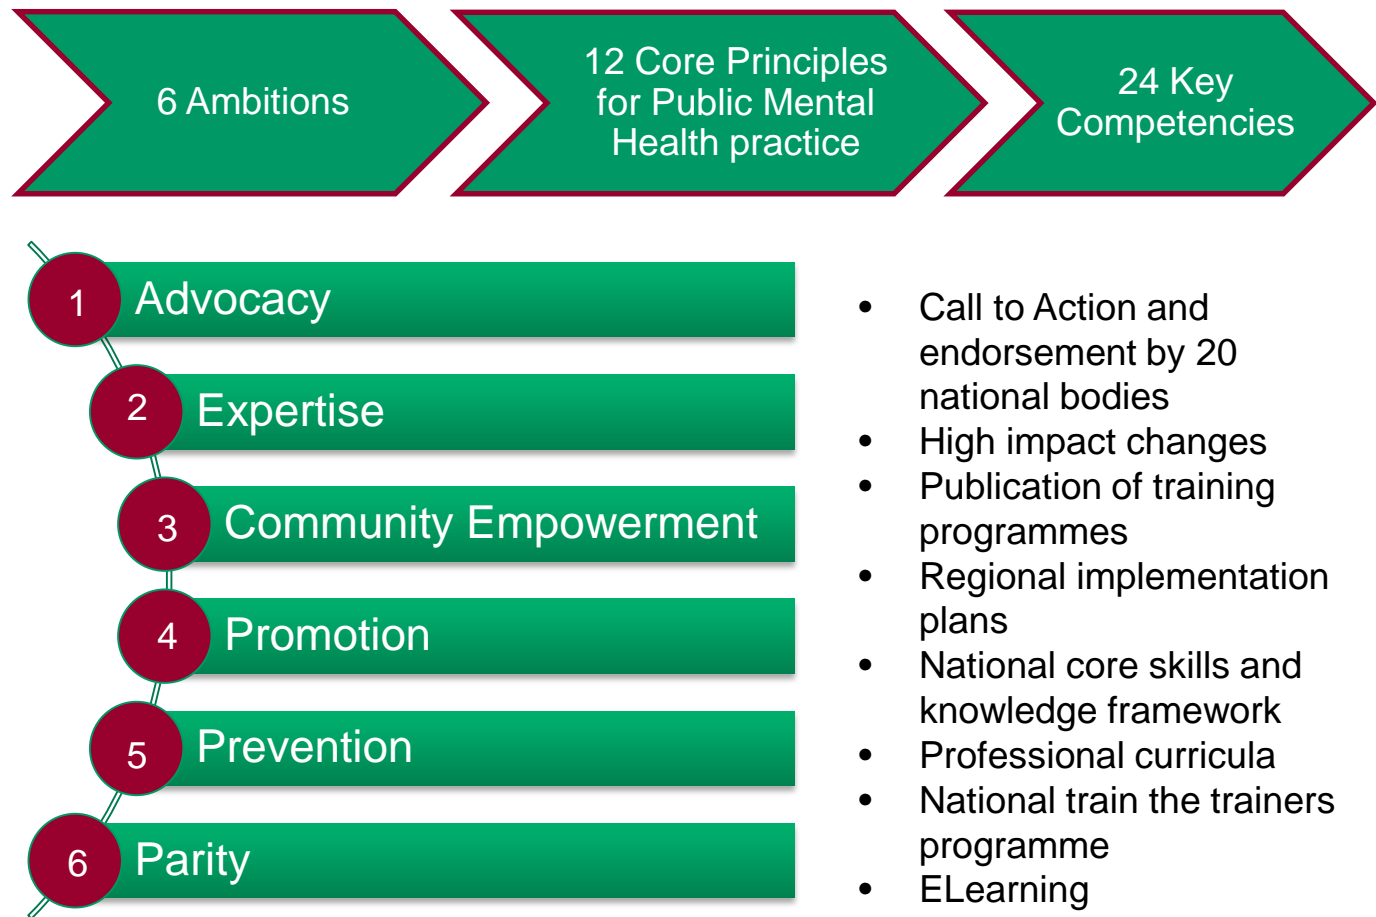 6 Ambitions
12 Core Principles
for Public Mental
Health practice
24 Key
Competencies
1 Advocacy
2 Expertise
3 Community Empowerment
4 Promotion
5 Prevention
6 Parity
• Call to Action and
endorsement by 20
national bodies
• High impact changes
• Publication of training
programmes
• Regional implementation
plans
• National core skills and
knowledge framework
• Professional curricula
• National train the trainers
programme
• ELearning